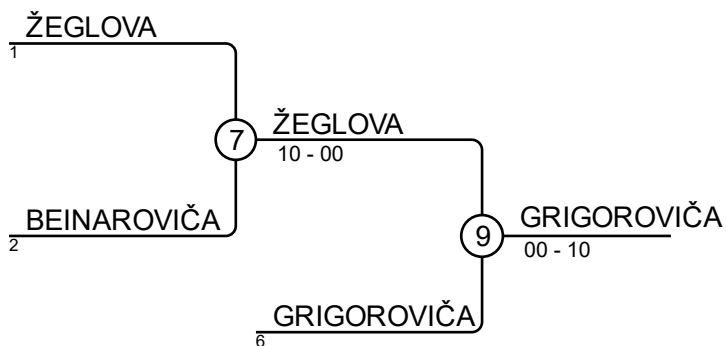 ŽEGLOVA
1
7
ŽEGLOVA
10 - 00
BEINAROVIČA
2
9
GRIGOROVIČA
00 - 10
GRIGOROVIČA
6